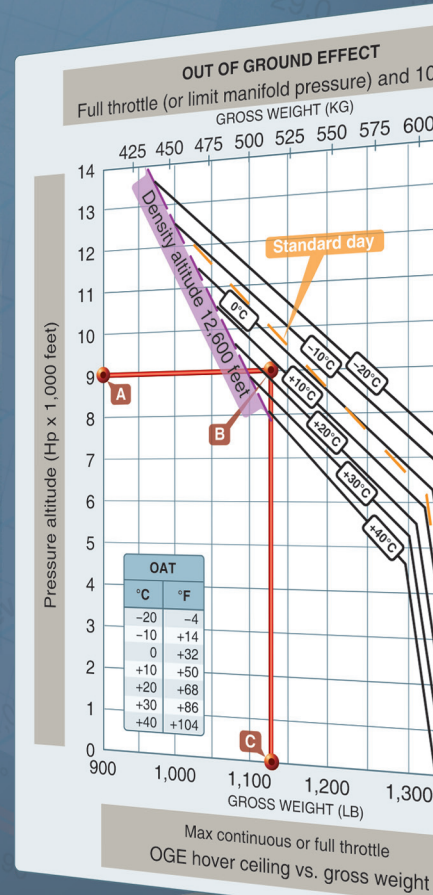 OUT OF GROUND EFFECT
Full throttle (or limit manifold pressure) and 10
GROSS WEIGHT (KG)
425 450 475 500 525 550 575 600
14
13
12
11
10
9
8
7
6
5
4
3
2
1
0
Pressure altitude (Hp x 1,000 feet)
Density altitude 12,600 feet
Standard day
0°C
-10°C
-20°C
+10°C
+20°C
+30°C
+40°C
A
B
C
OAT
°C °F
−20 −4
−10 +14
0 +32
+10 +50
+20 +68
+30 +86
+40 +104
900 1,000 1,100 1,200 1,300
GROSS WEIGHT (LB)
Max continuous or full throttle
OGE hover ceiling vs. gross weight